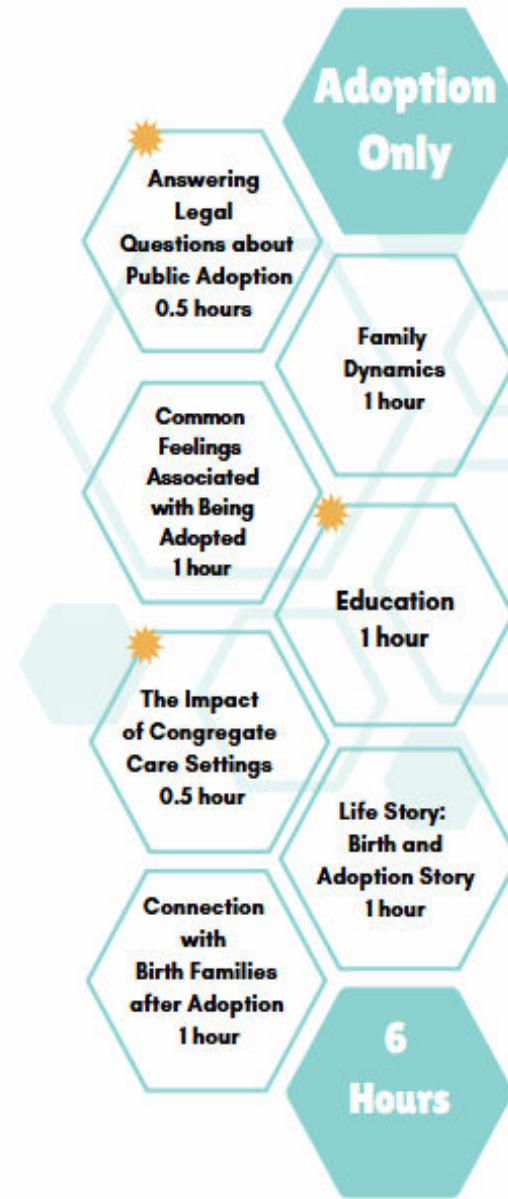 Adoption
Only
Answering
Legal
Questions about
Public Adoption
0.5 hours
Family
Dynamics
1 hour
Common
Feelings
Associated
with Being
Adopted
1 hour
Education
1 hour
The Impact
of Congregate
Care Settings
0.5 hour
Life Story:
Birth and
Adoption Story
1 hour
Connection
with
Birth Families
after Adoption
1 hour
6
Hours